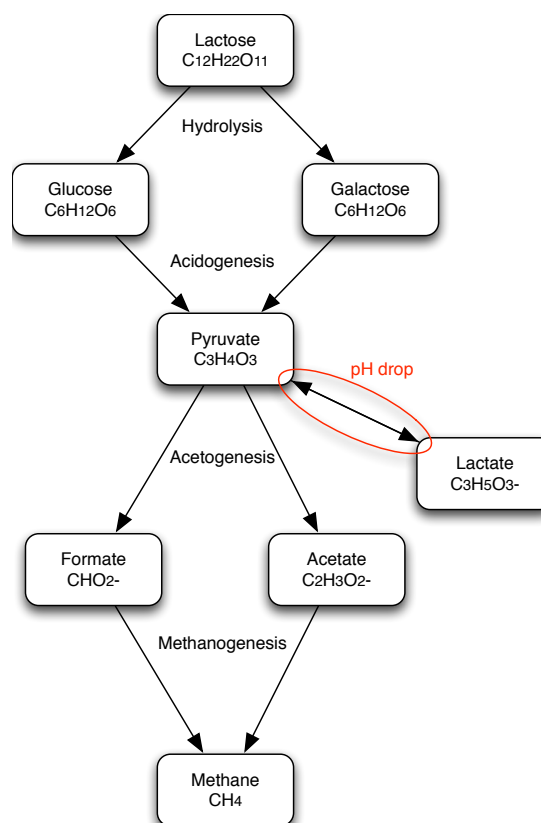 Lactose
C12H22O11
Hydrolysis
Glucose
C6H12O6
Galactose
C6H12O6
Acidogenesis
Pyruvate
C3H4O3
pH drop
Lactate
C3H5O3-
Acetogenesis
Formate
CHO2-
Acetate
C2H3O2-
Methanogenesis
Methane
CH4